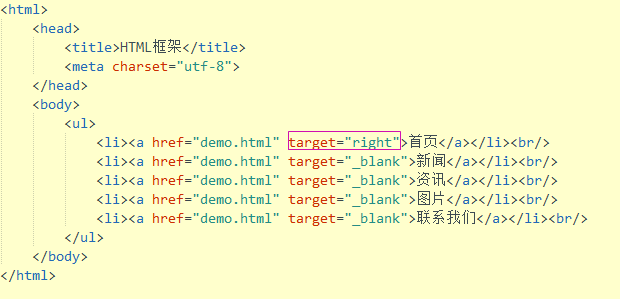 <html>
<head>
<title>HTML框架</title>
<meta charset="utf-8">
</head>
<body>
<ul>
<li><a href="demo.html" target="right">首页</a></li><br/>
<li><a href="demo.html" target="_blank">新闻</a></li><br/>
<li><a href="demo.html" target="_blank">资讯</a></li><br/>
<li><a href="demo.html" target="_blank">图片</a></li><br/>
<li><a href="demo.html" target="_blank">联系我们</a></li><br/>
</ul>
</body>
</html>